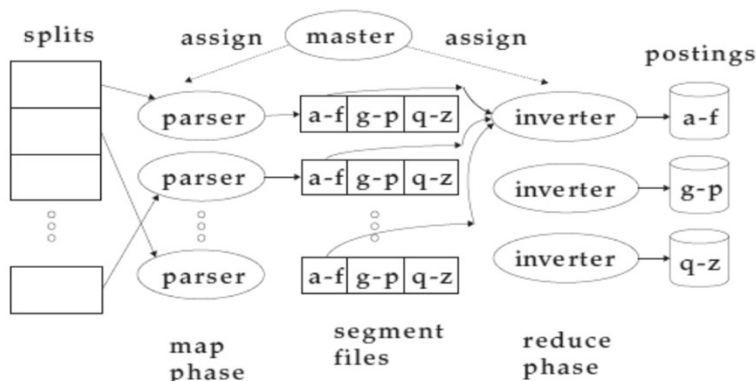 splits
assign
master
assign
postings
parser
a-f g-p q-z
inverter
a-f
parser
a-f g-p q-z
inverter
g-p
parser
a-f g-p q-z
inverter
q-z
map
phase
segment
files
reduce
phase